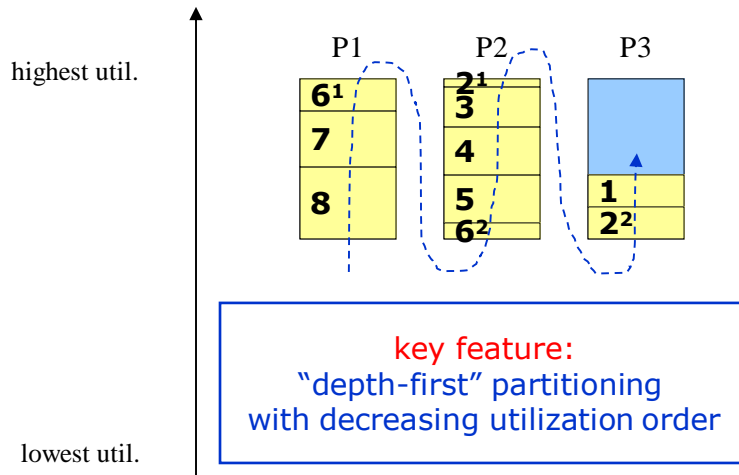 P1 P2 P3
highest util.
6¹ 2¹
3
7 4
8 5 1
6² 2²
key feature:
“depth-first” partitioning
with decreasing utilization order
lowest util.